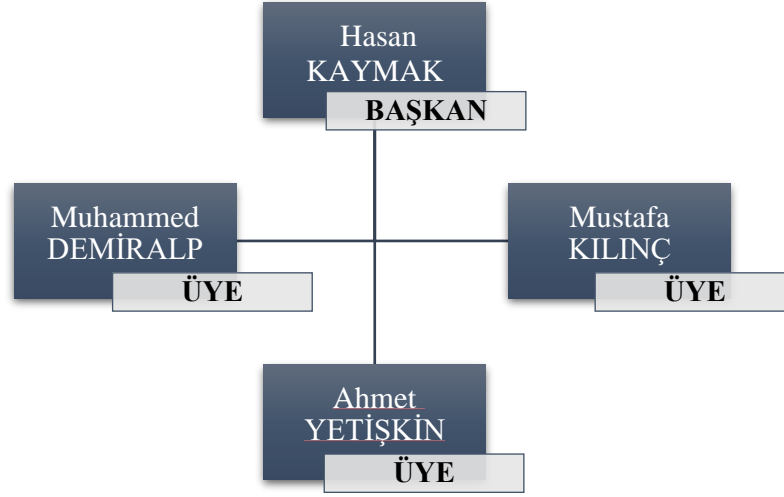 Hasan
KAYMAK
BAŞKAN
Muhammed
DEMİRALP
ÜYE
Mustafa
KILINÇ
ÜYE
Ahmet
YETİŞKİN
ÜYE